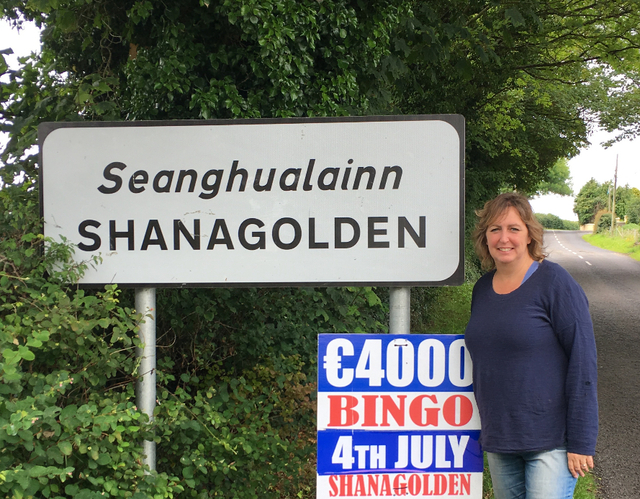 Seanghualainn
SHANAGOLDEN
€4000
BINGO
4TH JULY
SHANAGOLDEN